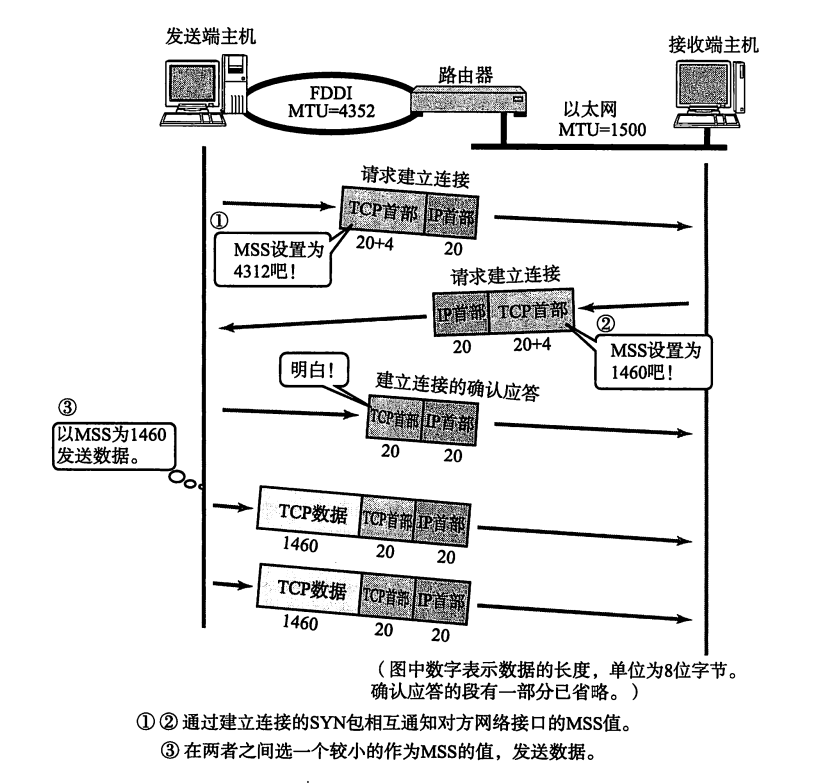 发送端主机
接收端主机
FDDI
MTU=4352
路由器
以太网
MTU=1500
请求建立连接
TCP首部 IP首部
20+4 20
①
MSS设置为
4312吧！
请求建立连接
IP首部 TCP首部
20 20+4
②
MSS设置为
1460吧！
明白！
建立连接的确认应答
TCP首部 IP首部
20 20
③
以MSS为1460
发送数据。
TCP数据 TCP首部 IP首部
1460 20 20
TCP数据 TCP首部 IP首部
1460 20 20
（图中数字表示数据的长度，单位为8位字节。
确认应答的段有一部分已省略。）
①②通过建立连接的SYN包相互通知对方网络接口的MSS值。
③在两者之间选一个较小的作为MSS的值，发送数据。